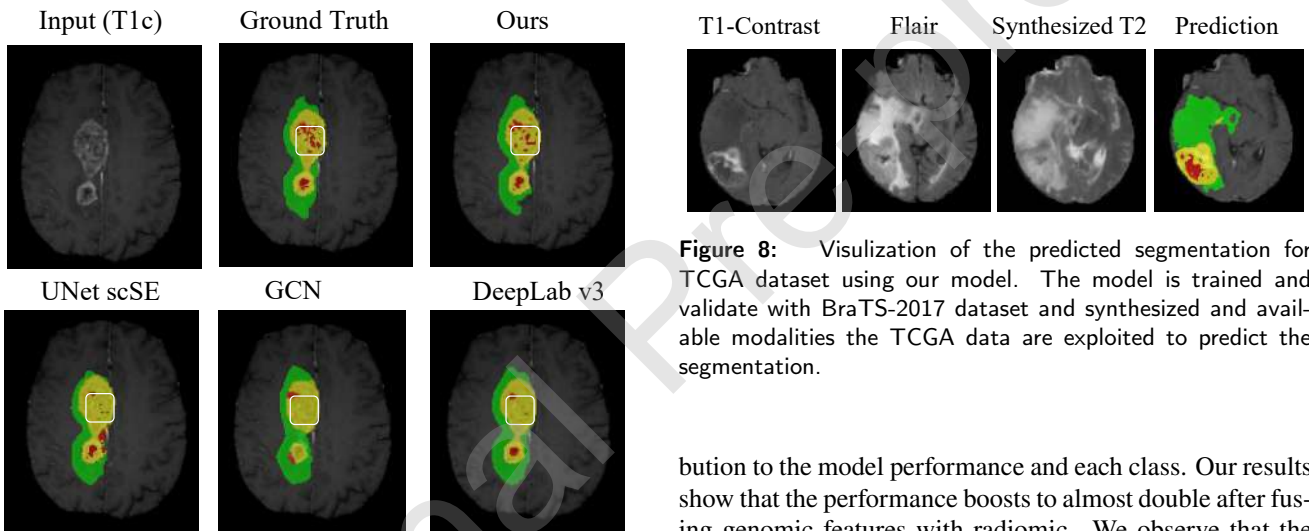 Input (T1c) Ground Truth Ours
UNet scSE GCN DeepLab v3
T1-Contrast Flair Synthesized T2 Prediction
Figure 8: Visulization of the predicted segmentation for
TCGA dataset using our model. The model is trained and
validate with BraTS-2017 dataset and synthesized and avail-
able modalities the TCGA data are exploited to predict the
segmentation.
bution to the model performance and each class. Our results
show that the performance boosts to almost double after fus-
ing genomic features with radiomic. We observe that the
nal Pre-p